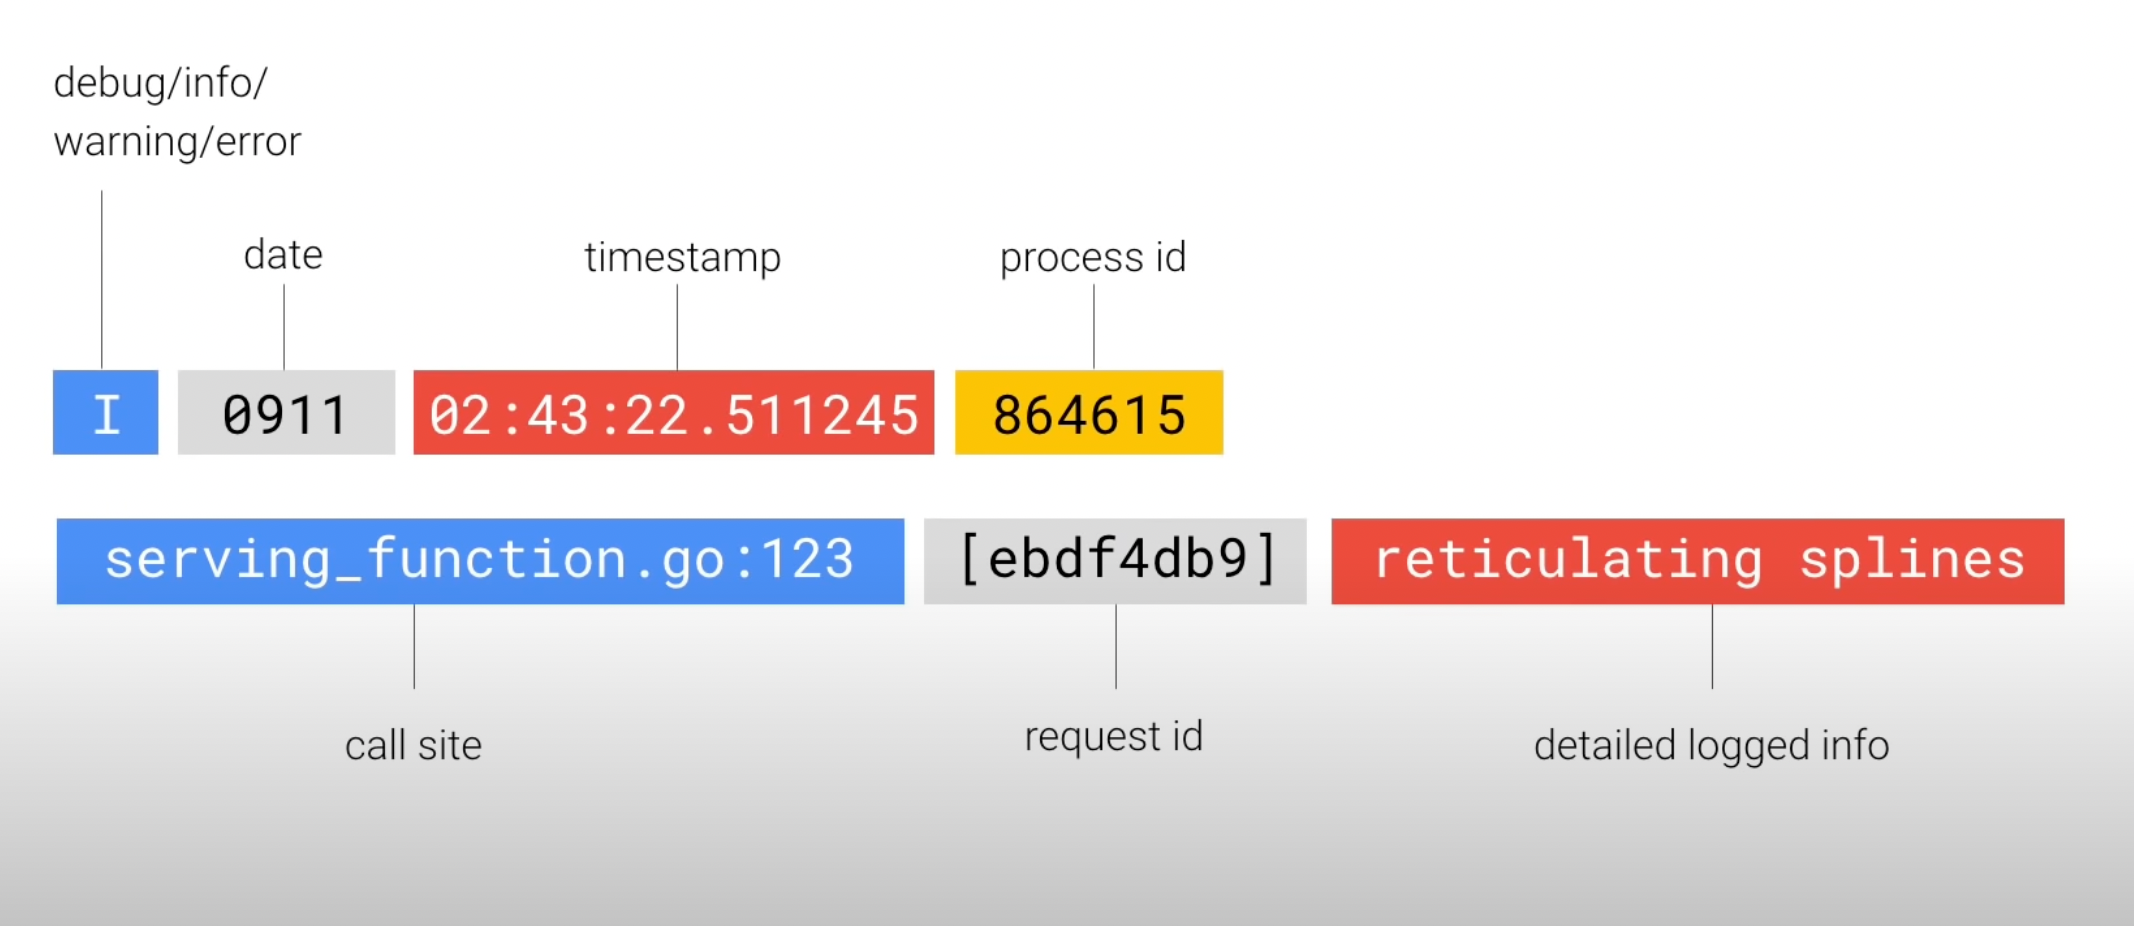 debug/info/
warning/error
date
timestamp
process id
I 0911 02:43:22.511245 864615
serving_function.go:123 [ebdf4db9] reticulating splines
call site
request id
detailed logged info